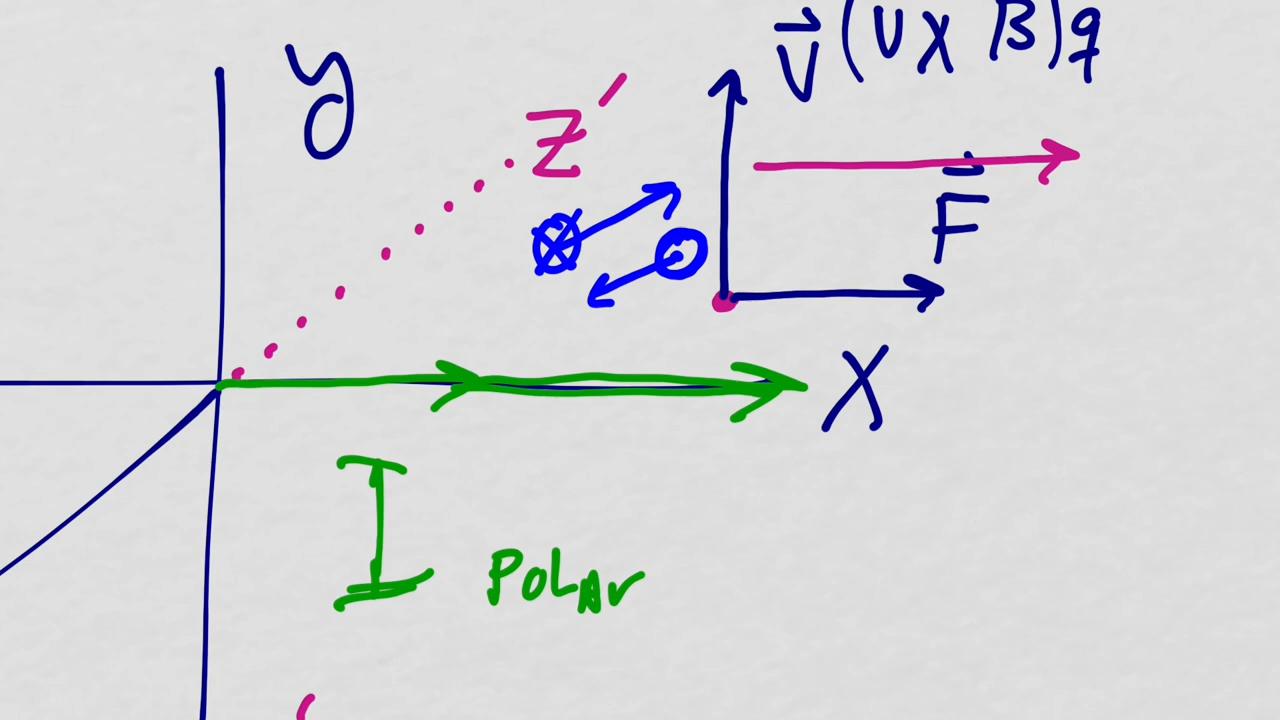 V⃗ (V X B)q
y
Z'
F⃗
X
I
PoLAr